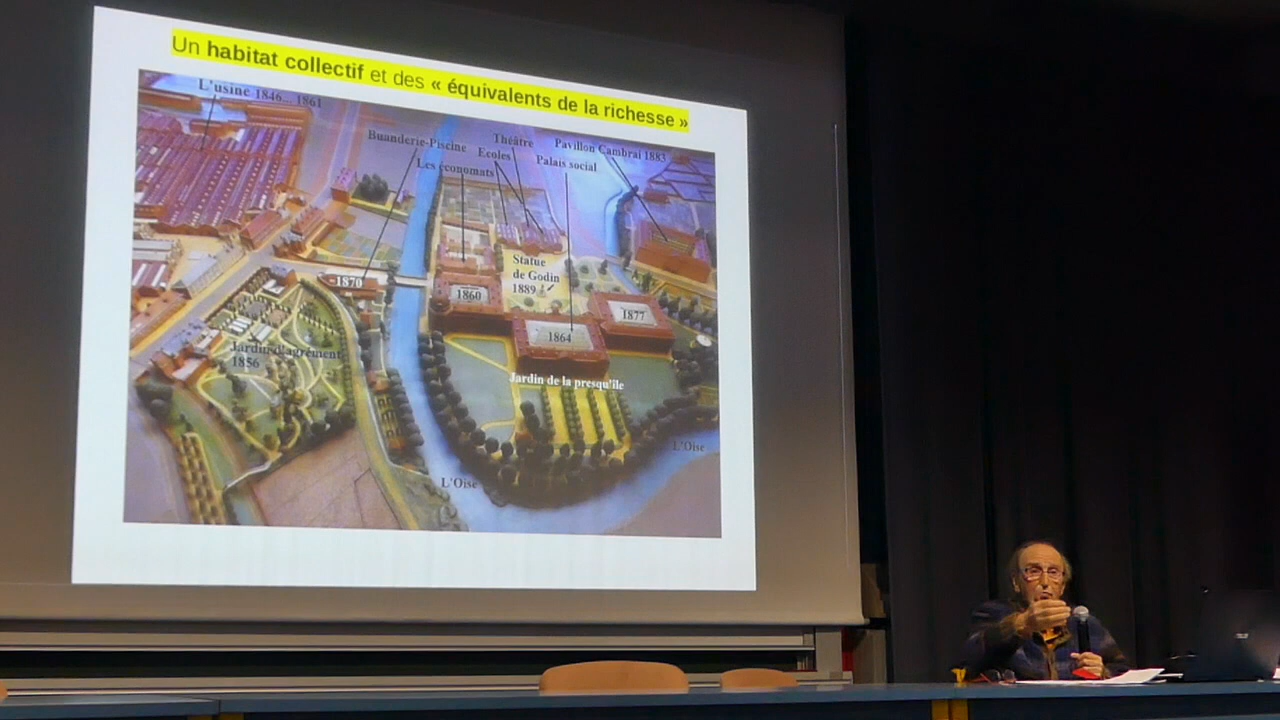 Un habitat collectif et des « équivalents de la richesse »
L'usine 1846... 1861
Buanderie-Piscine
Théâtre
Pavillon Cambrai 1883
Ecoles
Les économats
Palais social
Statue
de Godin
1889
1870
1860
1877
1864
Jardin d'agrément
1856
Jardin de la presqu'île
L'Oise
L'Oise